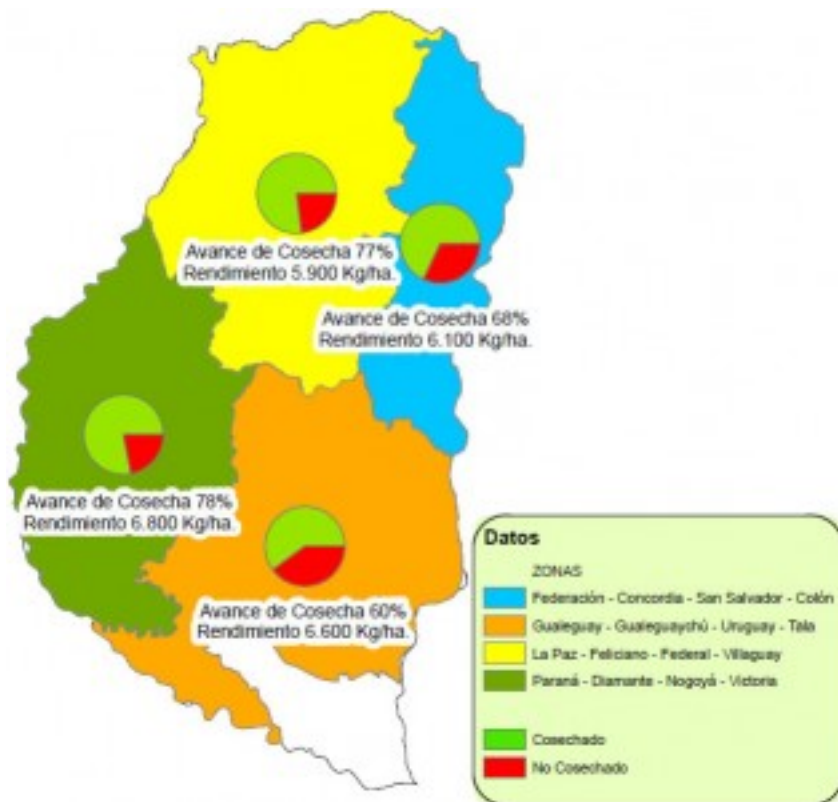 Avance de Cosecha 77%
Rendimiento 5.900 Kg/ha.
Avance de Cosecha 68%
Rendimiento 6.100 Kg/ha.
Avance de Cosecha 78%
Rendimiento 6.800 Kg/ha.
Avance de Cosecha 60%
Rendimiento 6.600 Kg/ha.
Datos
ZONAS
Federación - Concordia - San Salvador - Colón
Gualeguay - Gualeguaychú - Uruguay - Tala
La Paz - Feliciano - Federal - Villaguay
Paraná - Diamante - Nogoyá - Victoria
Cosechado
No Cosechado